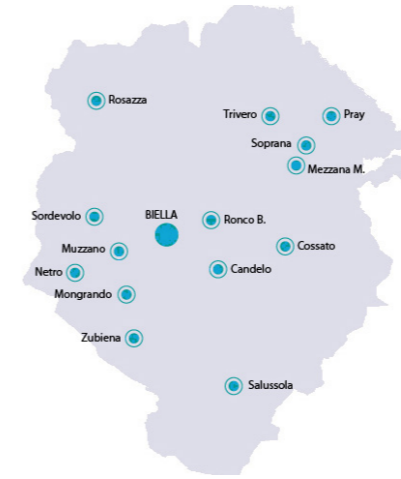 Rosazza
Trivero
Pray
Soprana
Mezzana M.
Sordevolo
BIELLA
Ronco B.
Muzzano
Cossato
Netro
Candelo
Mongrando
Zubiena
Salussola